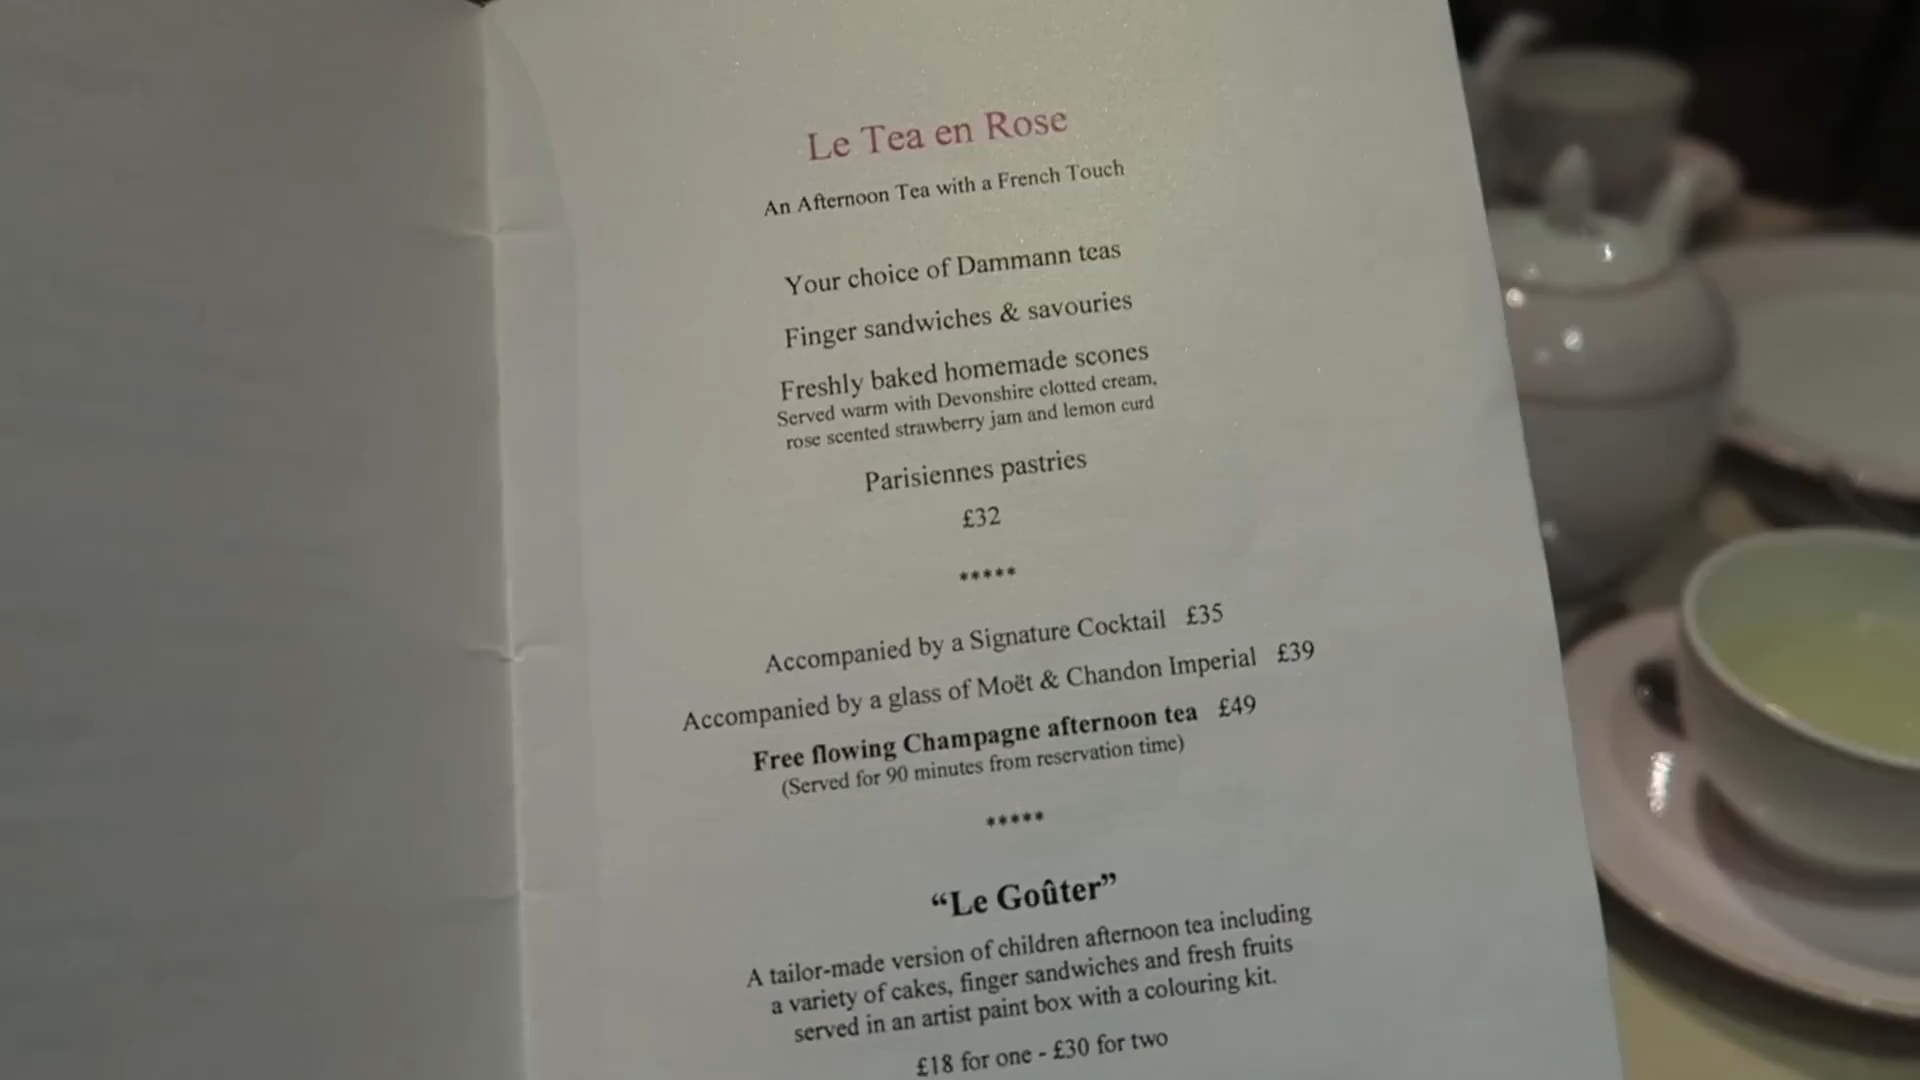 Le Tea en Rose
An Afternoon Tea with a French Touch
Your choice of Dammann teas
Finger sandwiches & savouries
Freshly baked homemade scones
Served warm with Devonshire clotted cream,
rose scented strawberry jam and lemon curd
Parisiennes pastries
£32
*****
Accompanied by a Signature Cocktail £35
Accompanied by a glass of Moët & Chandon Imperial £39
Free flowing Champagne afternoon tea £49
(Served for 90 minutes from reservation time)
*****
“Le Goûter”
A tailor-made version of children afternoon tea including
a variety of cakes, finger sandwiches and fresh fruits
served in an artist paint box with a colouring kit.
£18 for one - £30 for two